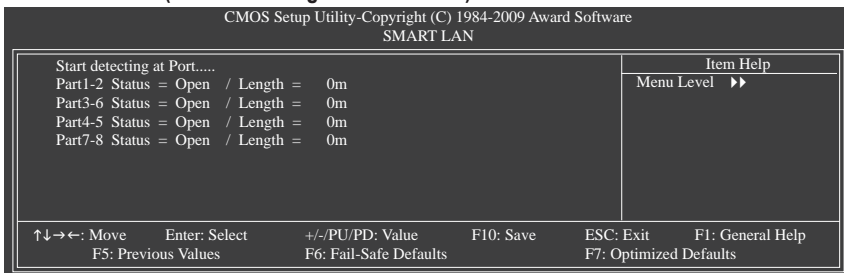 CMOS Setup Utility-Copyright (C) 1984-2009 Award Software
SMART LAN
Start detecting at Port.....
Part1-2 Status = Open / Length = 0m
Part3-6 Status = Open / Length = 0m
Part4-5 Status = Open / Length = 0m
Part7-8 Status = Open / Length = 0m
Item Help
Menu Level ▶▶
↑↓→←: Move Enter: Select +/-/PU/PD: Value F10: Save ESC: Exit F1: General Help
F5: Previous Values F6: Fail-Safe Defaults F7: Optimized Defaults